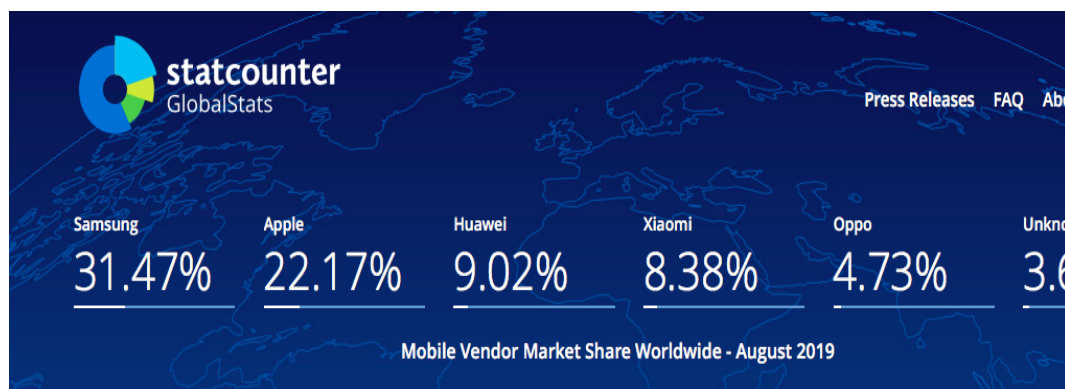 statcounter
GlobalStats
Press Releases FAQ
Samsung Apple Huawei Xiaomi Oppo
31.47% 22.17% 9.02% 8.38% 4.73%
Mobile Vendor Market Share Worldwide - August 2019